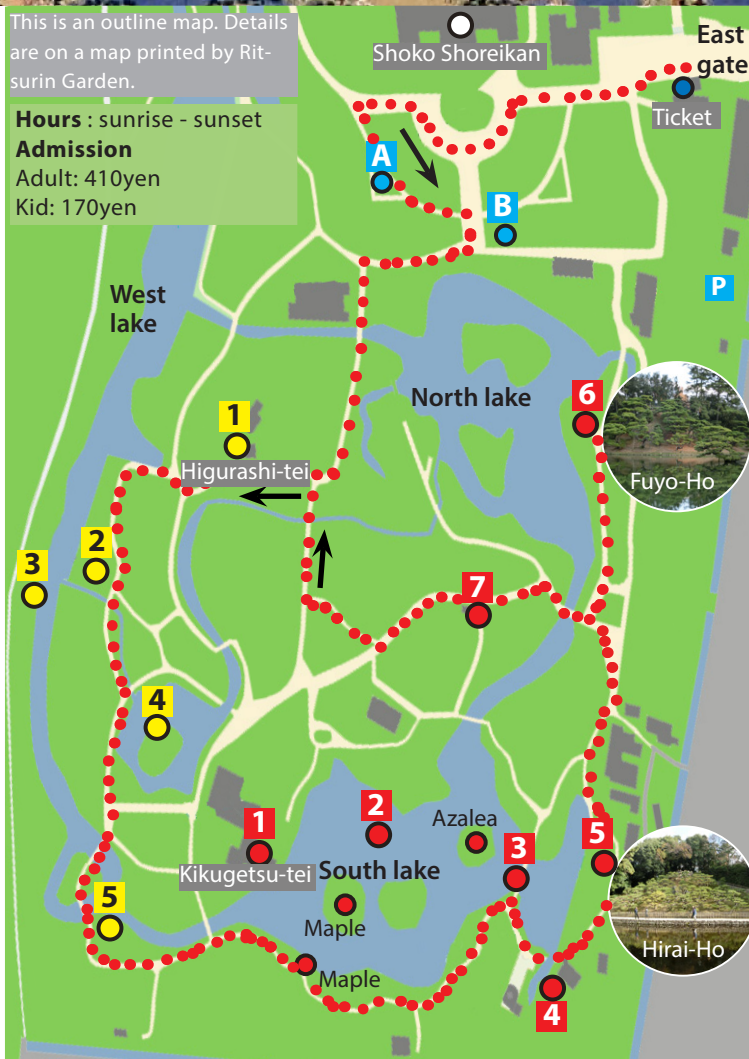 This is an outline map. Details
are on a map printed by Rit-
surin Garden.
Hours : sunrise - sunset
Admission
Adult: 410yen
Kid: 170yen
Shoko Shoreikan
East
gate
Ticket
A
B
P
West
lake
North lake
1
Higurashi-tei
6
Fuyo-Ho
2
3
7
4
1
Kikugetsu-tei
2
South lake
Azalea
3
5
Maple
5
Maple
Hirai-Ho
4